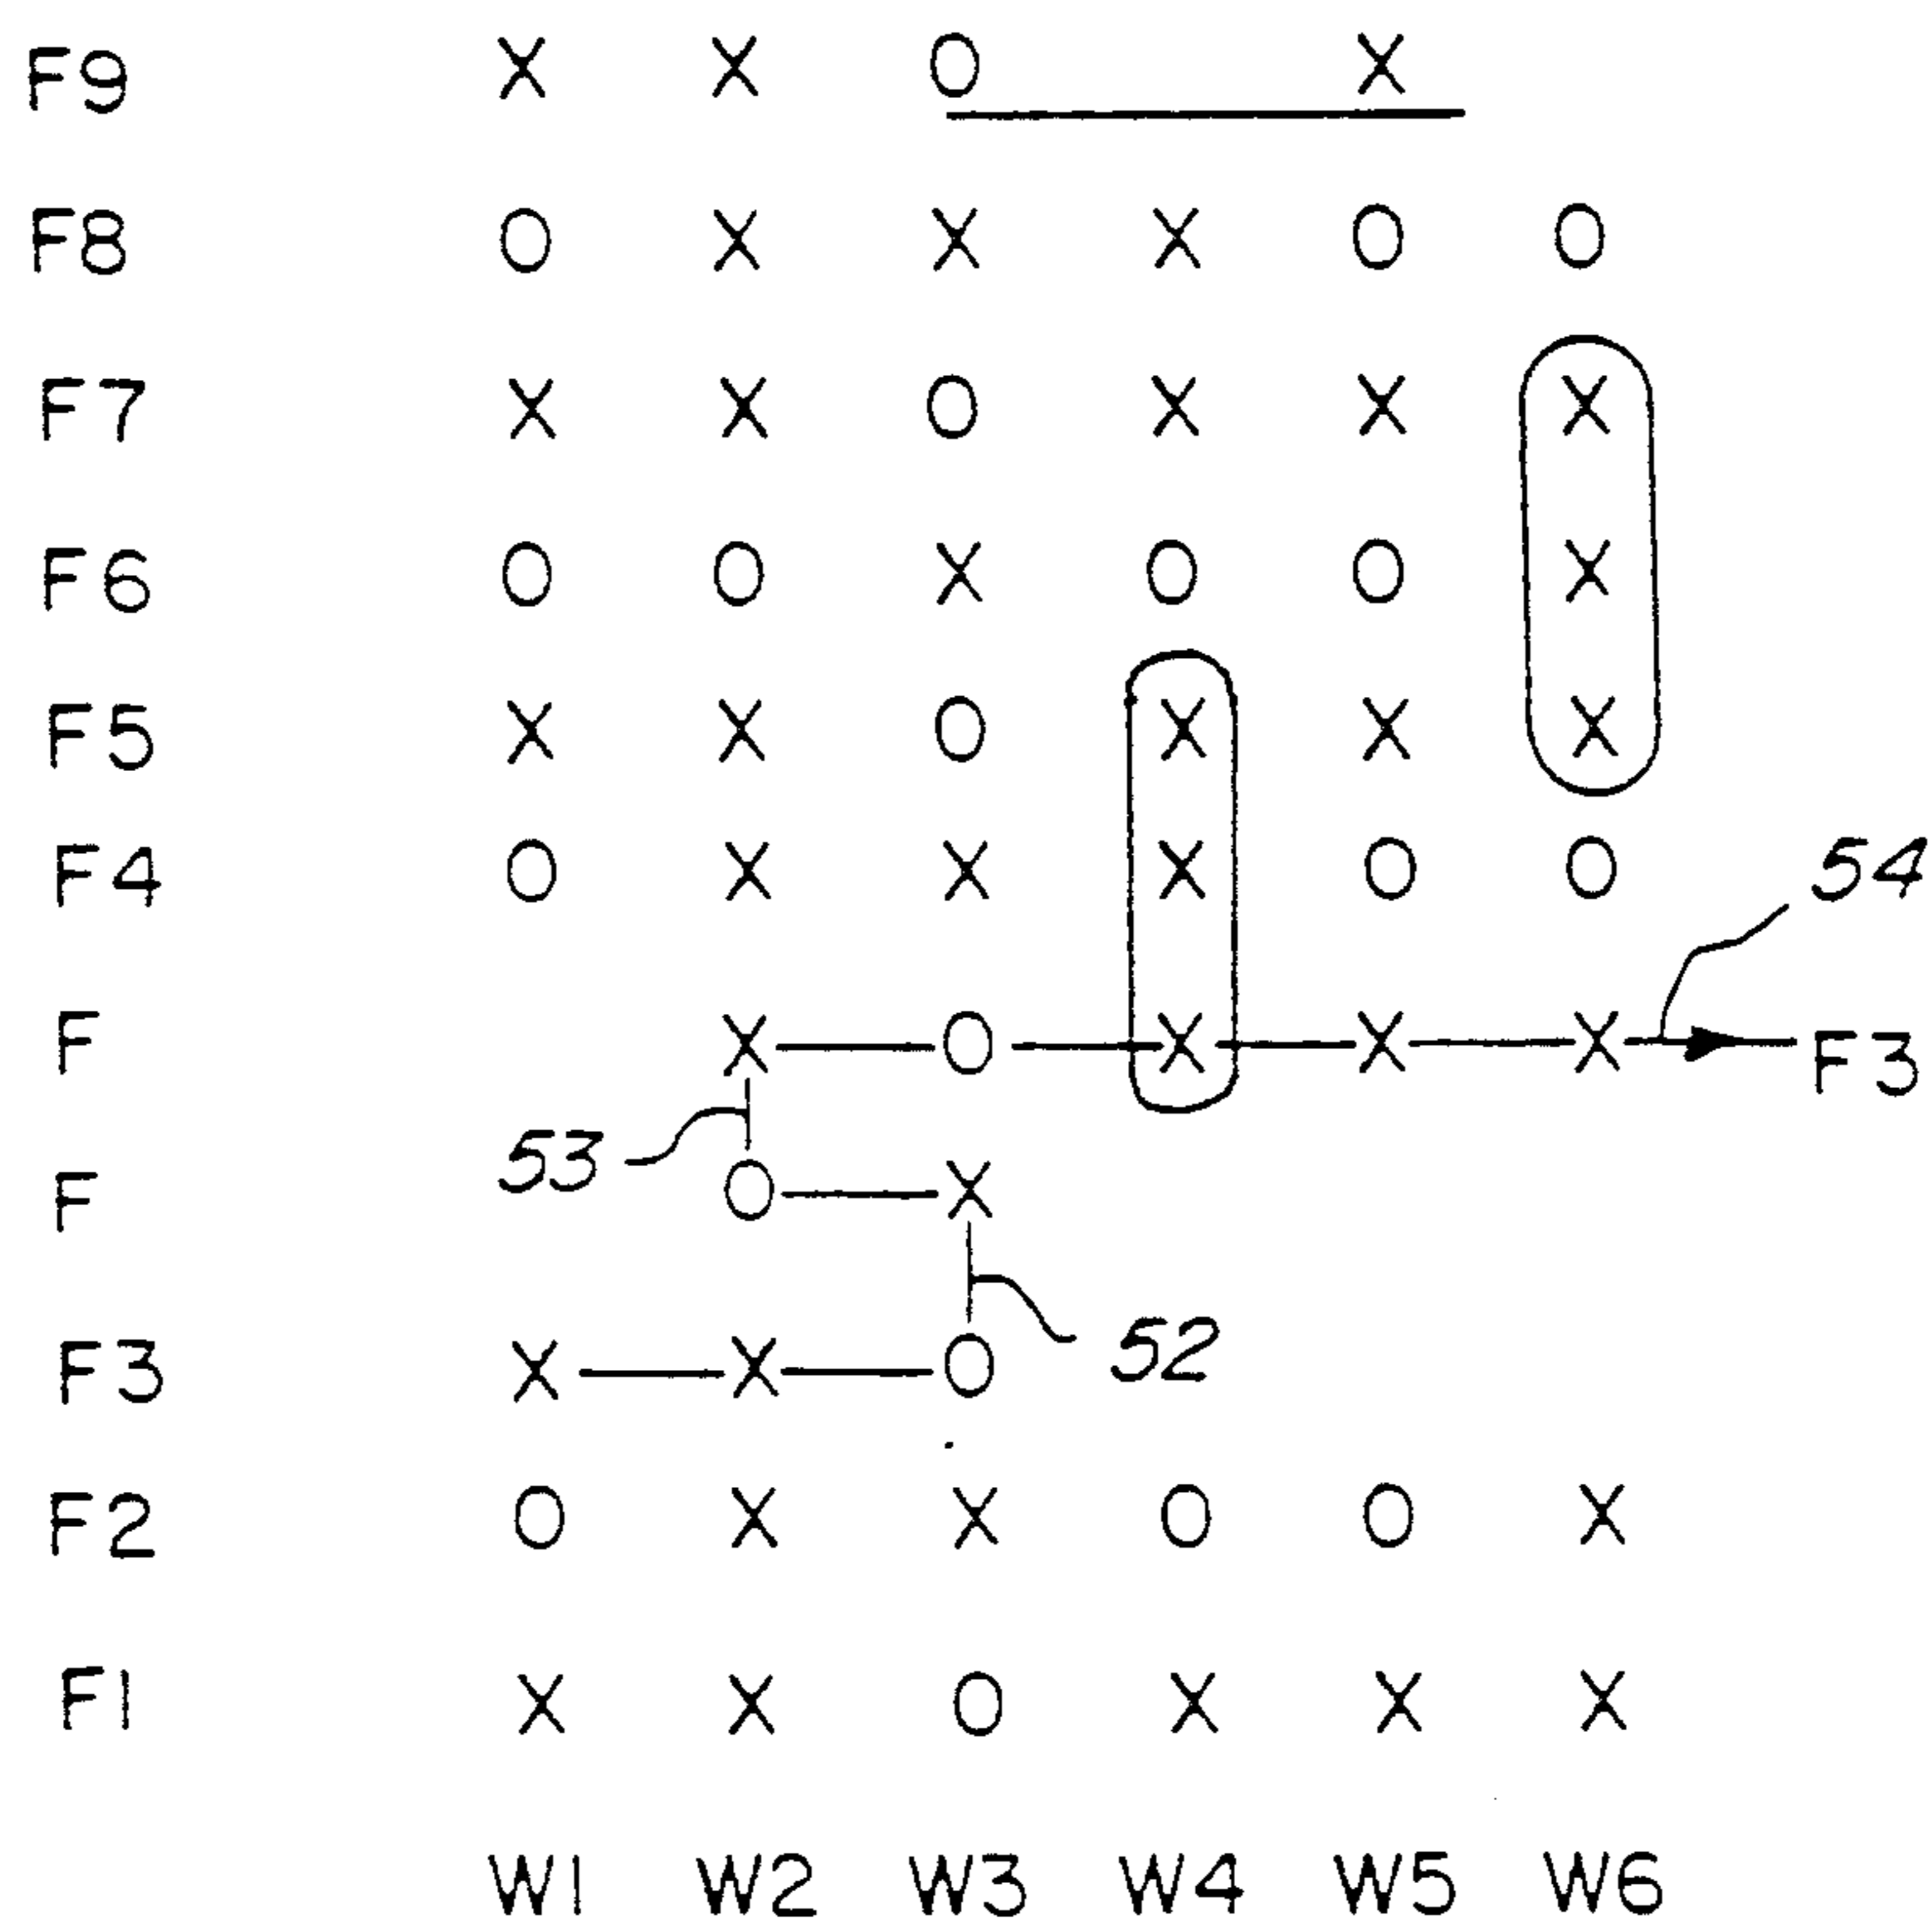 F9 X X O X
F8 O X X X O O
F7 X X O X X X
F6 O O X O O X
F5 X X O X X X
F4 O X X X O O
54
F X O X X X F3
53
F O X
52
F3 X X O
F2 O X X O O X
F1 X X O X X X
W1 W2 W3 W4 W5 W6